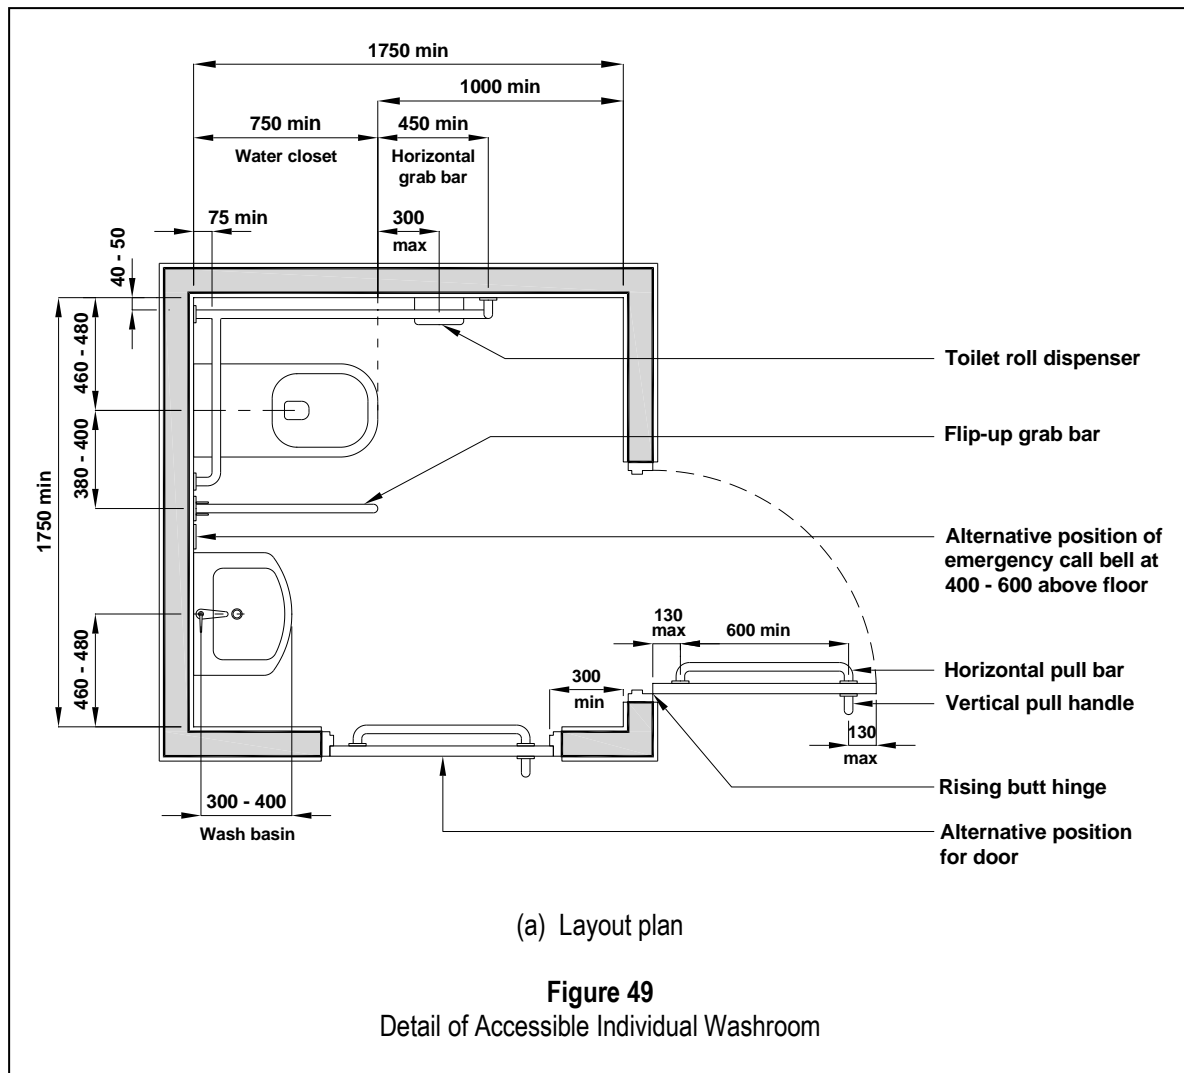 1750 min
1000 min
750 min
450 min
Water closet
Horizontal
grab bar
75 min
300
max
40 - 50
460 - 480
380 - 400
1750 min
460 - 480
Toilet roll dispenser
Flip-up grab bar
Alternative position of
emergency call bell at
400 - 600 above floor
130
max
600 min
300
min
Horizontal pull bar
Vertical pull handle
130
max
Rising butt hinge
300 - 400
Wash basin
Alternative position
for door
(a) Layout plan
Figure 49
Detail of Accessible Individual Washroom